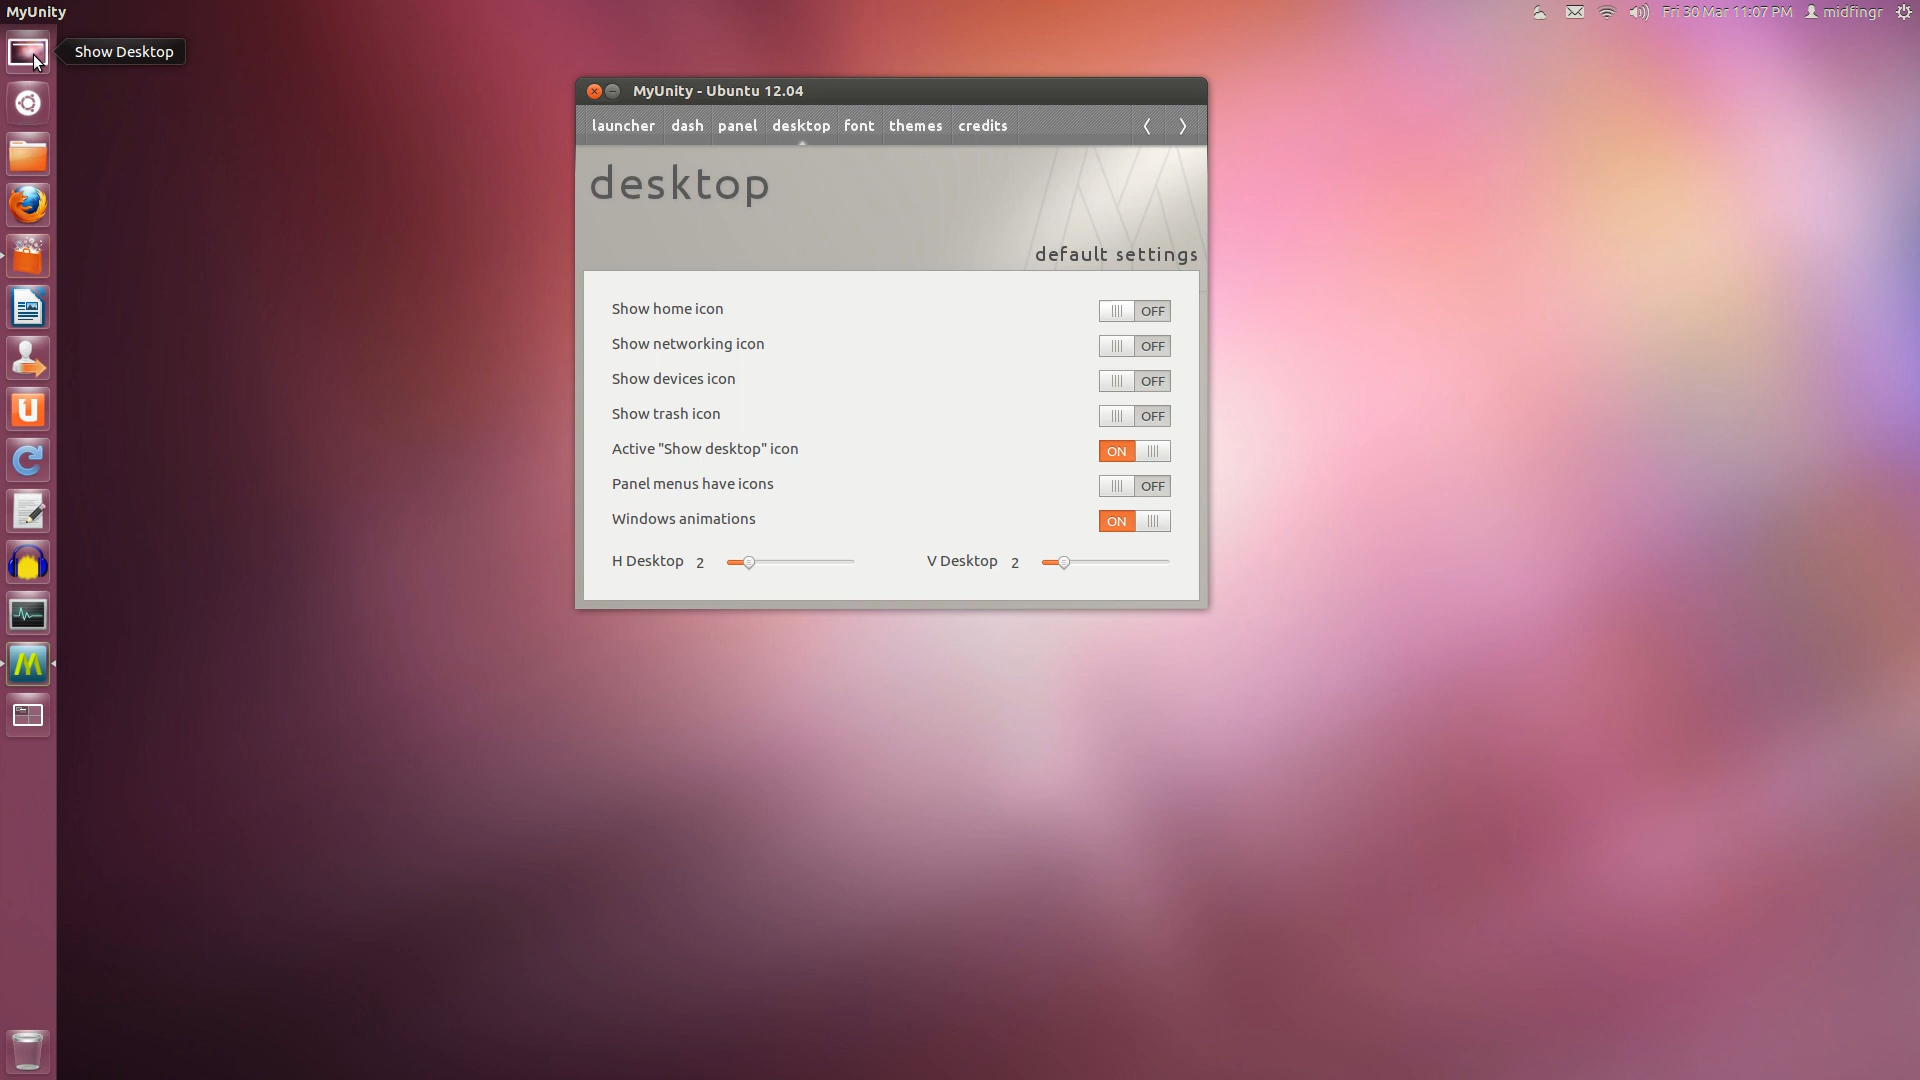 MyUnity
Fri 30 Mar 11:07 PM midfingr
Show Desktop
MyUnity - Ubuntu 12.04
launcher dash panel desktop font themes credits
desktop
default settings
Show home icon OFF
Show networking icon OFF
Show devices icon OFF
Show trash icon OFF
Active "Show desktop" icon ON
Panel menus have icons OFF
Windows animations ON
H Desktop 2 V Desktop 2